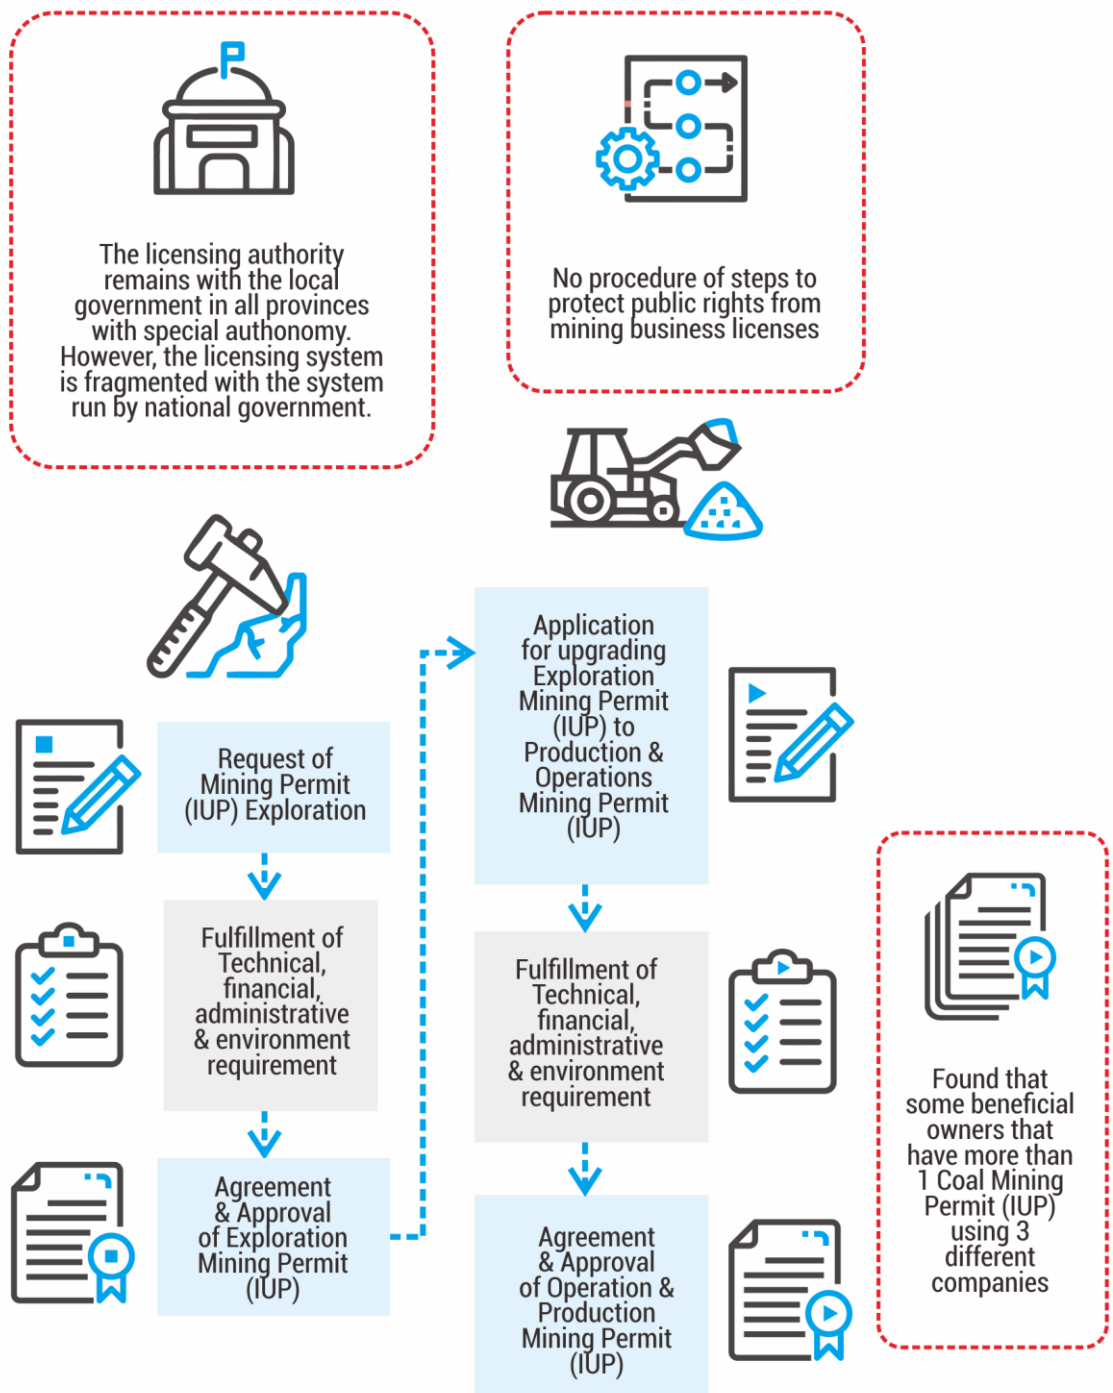 The licensing authority
remains with the local
government in all provinces
with special authonomy.
However, the licensing system
is fragmented with the system
run by national government.
No procedure of steps to
protect public rights from
mining business licenses
Request of
Mining Permit
(IUP) Exploration
Fulfillment of
Technical,
financial,
administrative
& environment
requirement
Agreement
& Approval
of Exploration
Mining Permit
(IUP)
Application
for upgrading
Exploration
Mining Permit
(IUP) to
Production &
Operations
Mining Permit
(IUP)
Fulfillment of
Technical,
financial,
administrative
& environment
requirement
Agreement
& Approval
of Operation &
Production
Mining Permit
(IUP)
Found that
some beneficial
owners that
have more than
1 Coal Mining
Permit (IUP)
using 3
different
companies